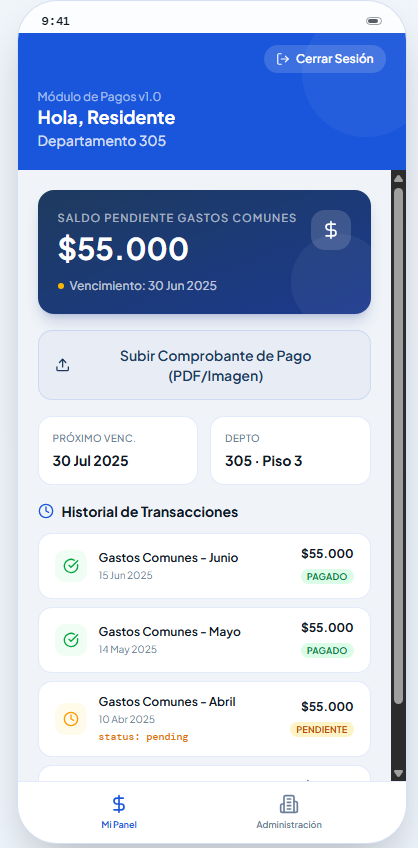 9:41
Cerrar Sesión
Módulo de Pagos v1.0
Hola, Residente
Departamento 305
SALDO PENDIENTE GASTOS COMUNES
$
$55.000
Vencimiento: 30 Jun 2025
Subir Comprobante de Pago
(PDF/Imagen)
PRÓXIMO VENC.
30 Jul 2025
DEPTO
305 · Piso 3
Historial de Transacciones
Gastos Comunes – Junio
15 Jun 2025
$55.000
PAGADO
Gastos Comunes – Mayo
14 May 2025
$55.000
PAGADO
Gastos Comunes – Abril
10 Abr 2025
status: pending
$55.000
PENDIENTE
$
Mi Panel
Administración